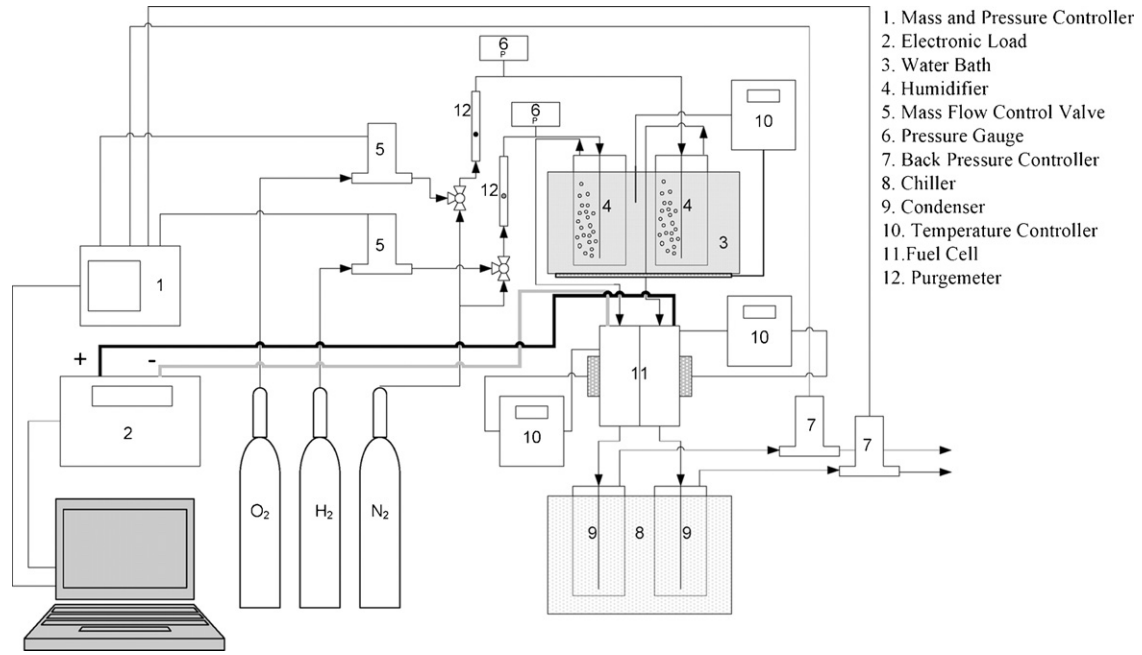 1. Mass and Pressure Controller
2. Electronic Load
3. Water Bath
4. Humidifier
5. Mass Flow Control Valve
6. Pressure Gauge
7. Back Pressure Controller
8. Chiller
9. Condenser
10. Temperature Controller
11.Fuel Cell
12. Purgemeter
6
P
12
6
P
10
5
12
4
4
3
5
1
10
+
-
11
2
10
7
7
O₂
H₂
N₂
9
8
9